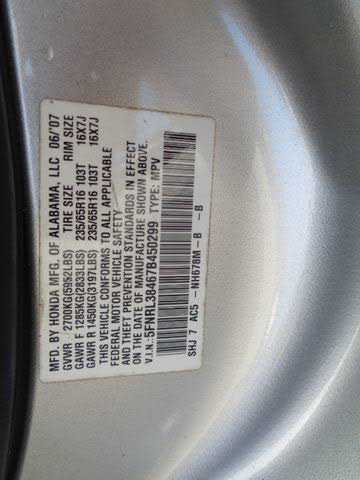 MFD. BY HONDA MFG. OF ALABAMA, LLC 06/'07
GVWR 2700KG(5952LBS) TIRE SIZE RIM SIZE
GAWR F 1285KG(2833LBS) 235/65R16 103T 16X7J
GAWR R 1450KG(3197LBS) 235/65R16 103T 16X7J
THIS VEHICLE CONFORMS TO ALL APPLICABLE
FEDERAL MOTOR VEHICLE SAFETY, BUMPER,
AND THEFT PREVENTION STANDARDS IN EFFECT
ON THE DATE OF MANUFACTURE SHOWN ABOVE.
V.I.N.: 5FNRL38467B450299 TYPE: MPV
SHJ 7 AC5 - NH678M - B - B